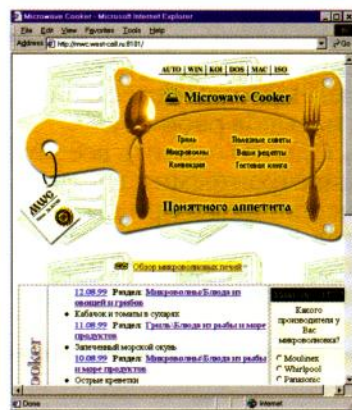 Microwave Cooker - Microsoft Internet Explorer
File Edit View Favorites Tools Help
Address http://mwc.west-call.ru:8101/ Go
AUTO | WIN | KOI | DOS | MAC | ISO
Microwave Cooker
Гриль Полезные советы
Микроволны Ваши рецепты
Конвекция Гостевая книга
MWC
Приятного аппетита
Обзор микроволновых печей
12.08.99 Раздел: Микроволны/Блюда из
овощей и грибов
Кабачок и томаты в сухарях
11.08.99 Раздел: Гриль/Блюда из рыбы и море
продуктов
Запеченный морской окунь
10.08.99 Раздел: Микроволны/Блюда из рыбы
и море продуктов
Острые креветки
ooker
Какого
производителя у
Вас
микроволновка?
Moulinex
Whirlpool
Panasonic
Done Internet